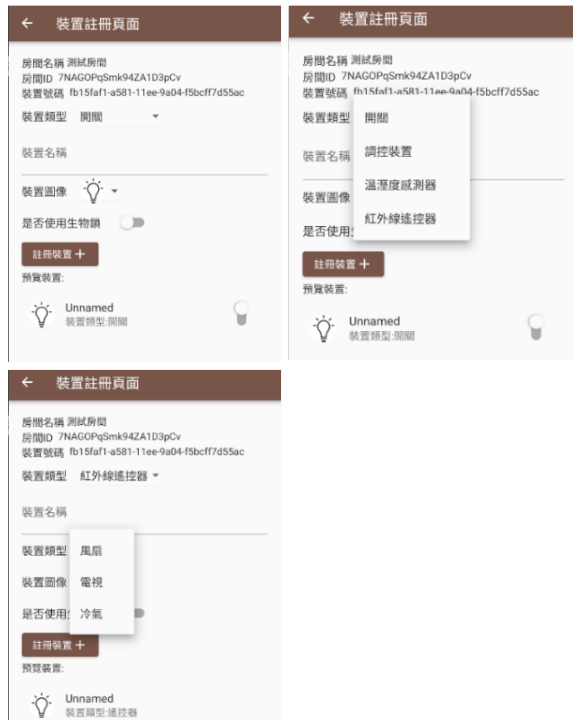 裝置註冊頁面
房間名稱 測試房間
房間ID 7NAGOPqSmk94ZA1D3pCv
裝置號碼 fb15faf1-a581-11ee-9a04-f5bcff7d55ac
裝置類型 開關
裝置名稱
裝置圖像
是否使用生物鎖
註冊裝置 +
預覽裝置:
Unnamed
裝置類型:開關
裝置註冊頁面
房間名稱 測試房間
房間ID 7NAGOPqSmk94ZA1D3pCv
裝置號碼 fb15faf1-a581-11ee-9a04-f5bcff7d55ac
裝置類型 開關
裝置名稱 調控裝置
溫溼度感測器
裝置圖像
紅外線遙控器
是否使用
註冊裝置 +
預覽裝置:
Unnamed
裝置類型:開關
裝置註冊頁面
房間名稱 測試房間
房間ID 7NAGOPqSmk94ZA1D3pCv
裝置號碼 fb15faf1-a581-11ee-9a04-f5bcff7d55ac
裝置類型 紅外線遙控器
裝置名稱
裝置類型 風扇
裝置圖像 電視
是否使用 冷氣
註冊裝置 +
預覽裝置:
Unnamed
裝置類型:遙控器